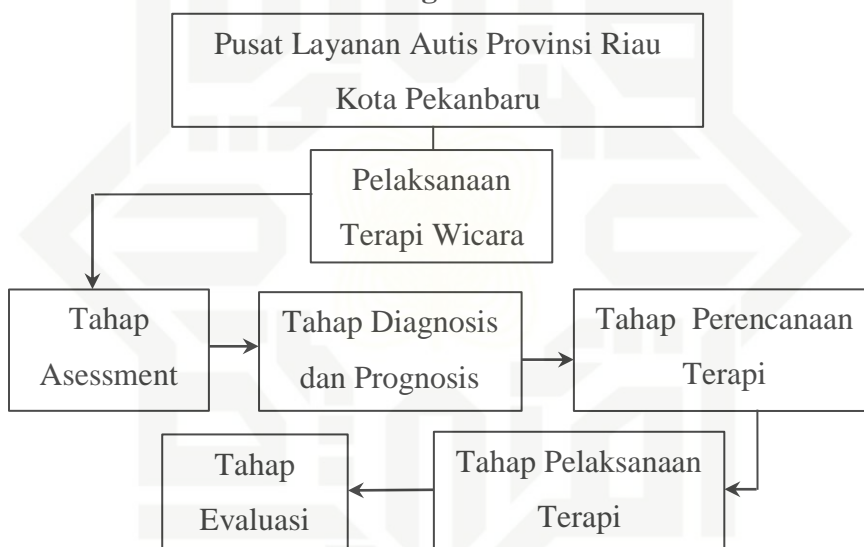 Pusat Layanan Autis Provinsi Riau
Kota Pekanbaru
Pelaksanaan
Terapi Wicara
Tahap
Asessment
Tahap Diagnosis
dan Prognosis
Tahap Perencanaan
Terapi
Tahap Pelaksanaan
Terapi
Tahap
Evaluasi